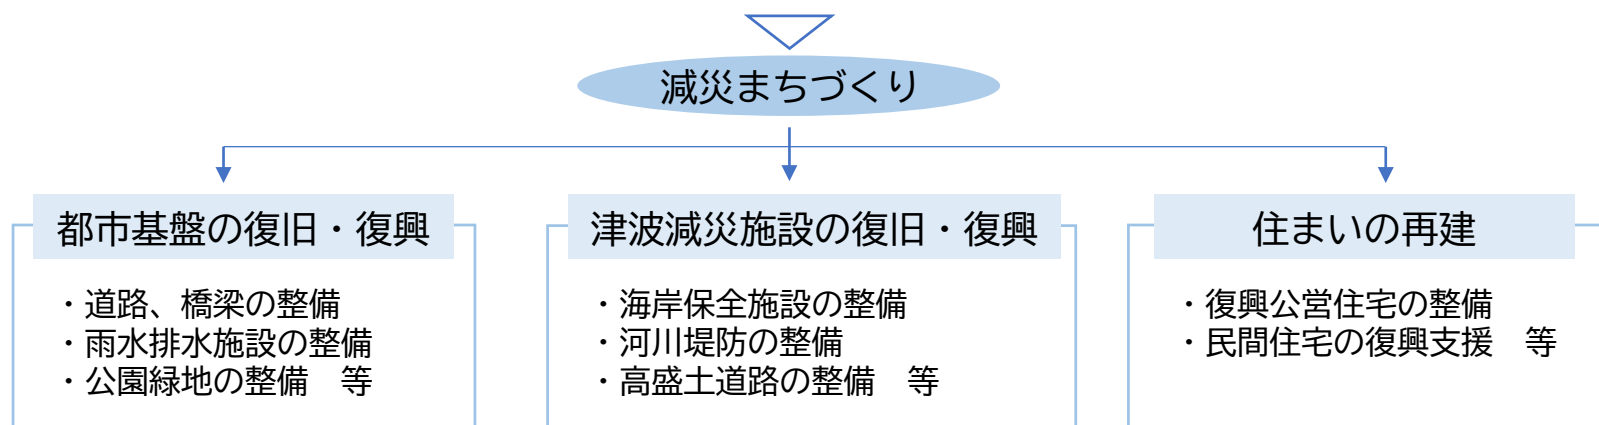 減災まちづくり
都市基盤の復旧・復興
・道路、橋梁の整備
・雨水排水施設の整備
・公園緑地の整備　等
津波減災施設の復旧・復興
・海岸保全施設の整備
・河川堤防の整備
・高盛土道路の整備　等
住まいの再建
・復興公営住宅の整備
・民間住宅の復興支援　等